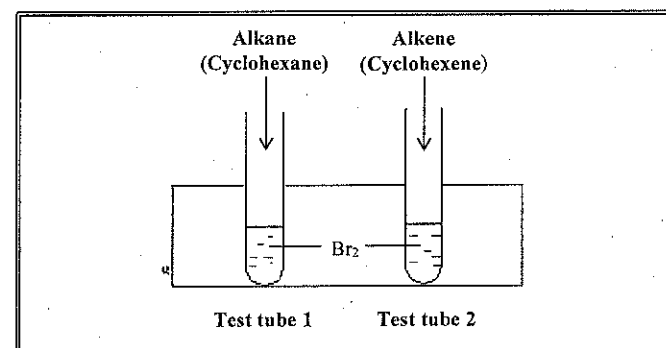 Alkane Alkene
(Cyclohexane) (Cyclohexene)
Br₂
Test tube 1 Test tube 2